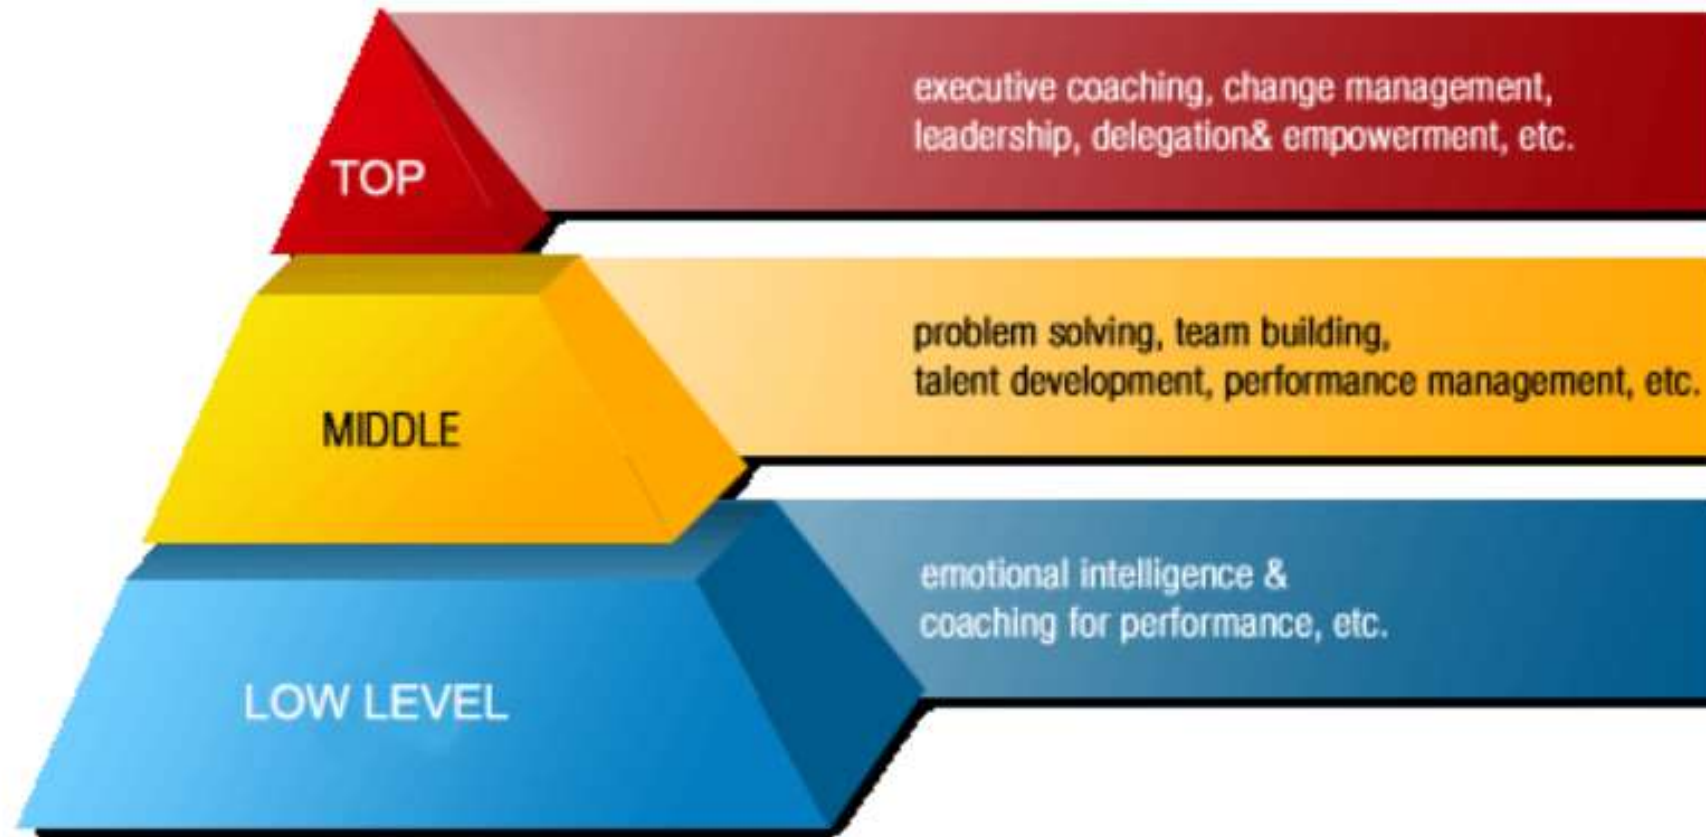 TOP
executive coaching, change management,
leadership, delegation& empowerment, etc.
MIDDLE
problem solving, team building,
talent development, performance management, etc.
LOW LEVEL
emotional intelligence &
coaching for performance, etc.